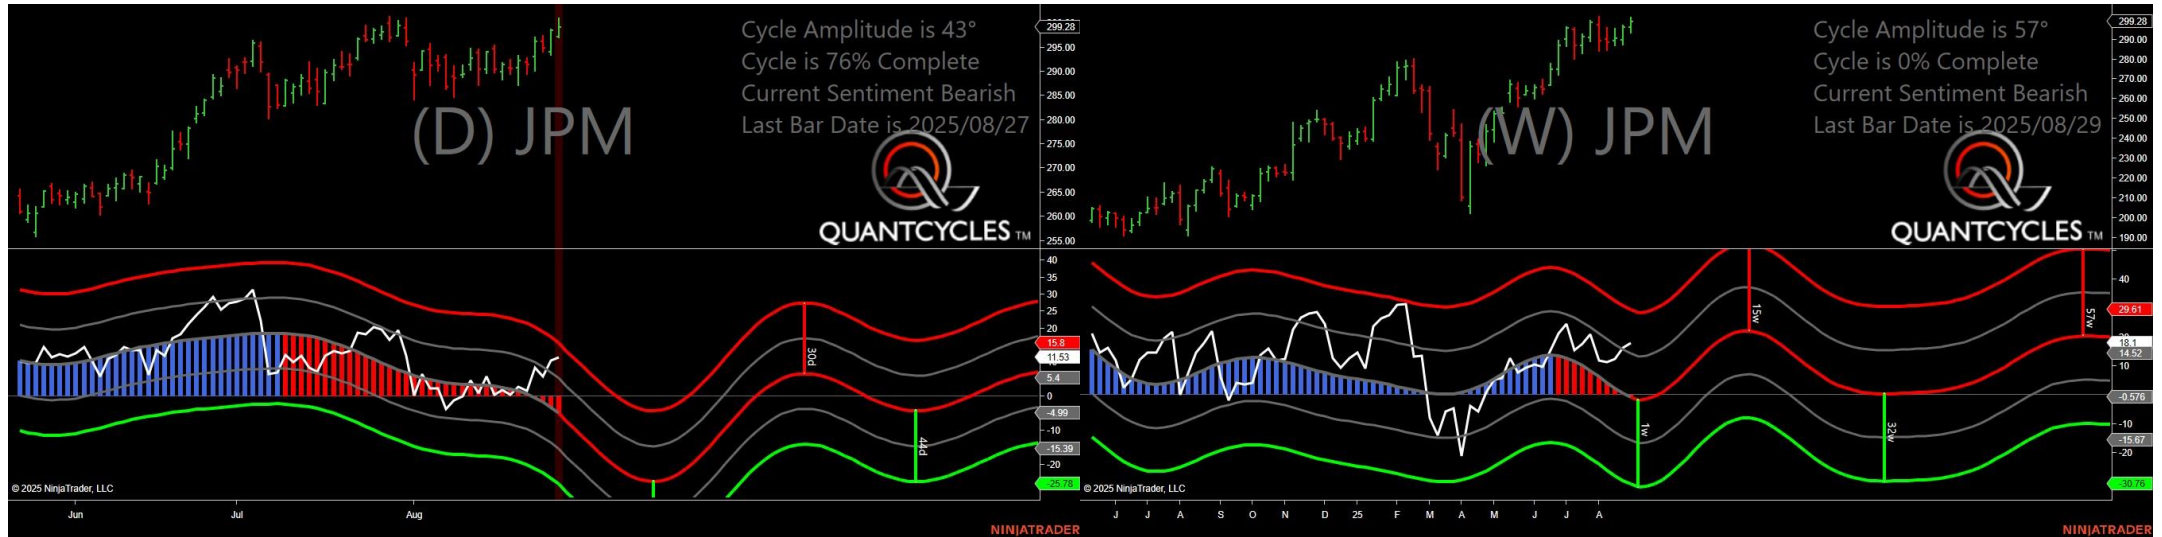 Cycle Amplitude is 43°
Cycle is 76% Complete
Current Sentiment Bearish
Last Bar Date is 2025/08/27
(D) JPM
QUANTCYCLES TM
299.28
295.00
290.00
285.00
280.00
275.00
270.00
265.00
260.00
255.00
40
35
30
25
20
15.8
11.53
5.4
0
-4.99
-10
-15.39
-20
-25.78
30d
44d
© 2025 NinjaTrader, LLC
Jun Jul Aug
NINJATRADER
Cycle Amplitude is 57°
Cycle is 0% Complete
Current Sentiment Bearish
Last Bar Date is 2025/08/29
(W) JPM
QUANTCYCLES TM
299.28
290.00
280.00
270.00
260.00
250.00
240.00
230.00
220.00
210.00
200.00
190.00
40
29.61
18.1
14.52
10
-0.576
-10
-15.67
-20
-30.76
1w
15w
32w
57w
© 2025 NinjaTrader, LLC
J J A S O N D 25 F M A M J J A
NINJATRADER